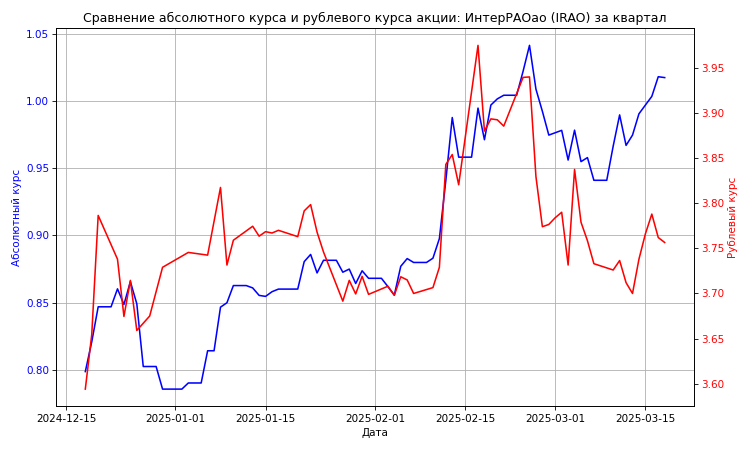 Сравнение абсолютного курса и рублевого курса акции: ИнтерРАОао (IRAO) за квартал
1.05
1.00
0.95
0.90
0.85
0.80
Абсолютный курс
3.95
3.90
3.85
3.80
3.75
3.70
3.65
3.60
Рублевый курс
2024-12-15 2025-01-01 2025-01-15 2025-02-01 2025-02-15 2025-03-01 2025-03-15
Дата